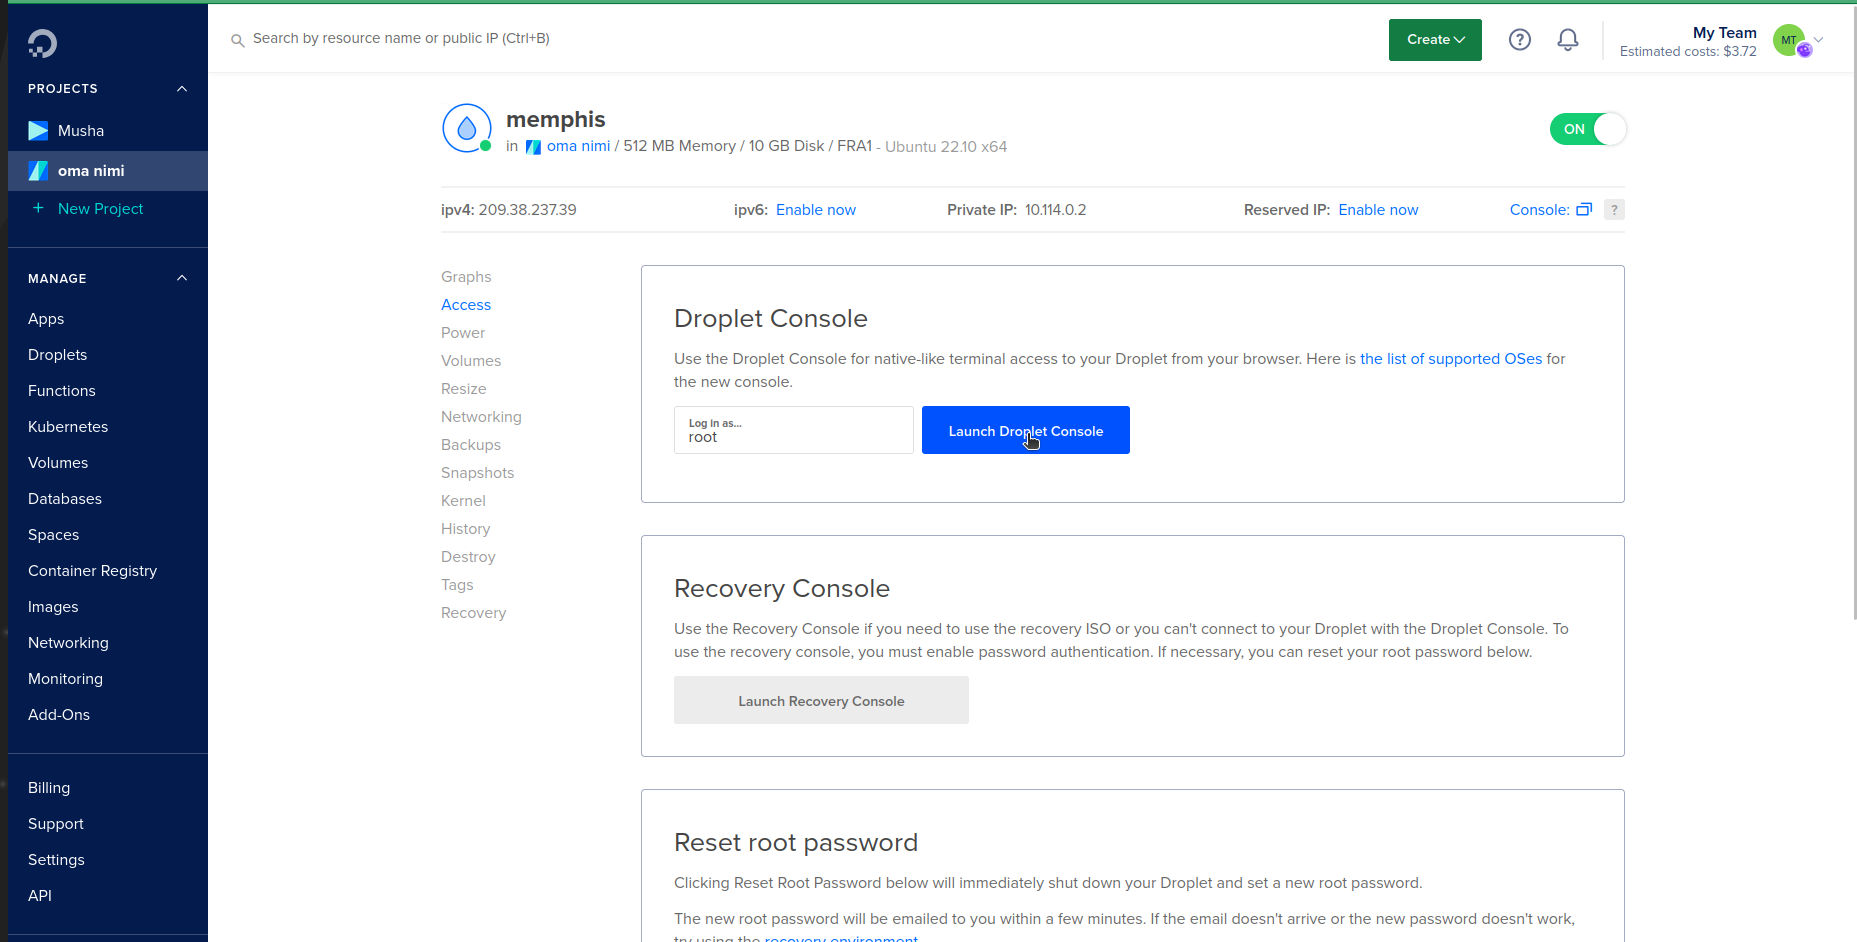 Search by resource name or public IP (Ctrl+B)
Create
?
My Team
Estimated costs: $3.72
MT
PROJECTS
Musha
oma nimi
+ New Project
MANAGE
Apps
Droplets
Functions
Kubernetes
Volumes
Databases
Spaces
Container Registry
Images
Networking
Monitoring
Add-Ons
Billing
Support
Settings
API
memphis
in oma nimi / 512 MB Memory / 10 GB Disk / FRA1 - Ubuntu 22.10 x64
ON
ipv4: 209.38.237.39
ipv6: Enable now
Private IP: 10.114.0.2
Reserved IP: Enable now
Console: ?
Graphs
Access
Power
Volumes
Resize
Networking
Backups
Snapshots
Kernel
History
Destroy
Tags
Recovery
Droplet Console
Use the Droplet Console for native-like terminal access to your Droplet from your browser. Here is the list of supported OSes for
the new console.
Log in as...
root
Launch Droplet Console
Recovery Console
Use the Recovery Console if you need to use the recovery ISO or you can't connect to your Droplet with the Droplet Console. To
use the recovery console, you must enable password authentication. If necessary, you can reset your root password below.
Launch Recovery Console
Reset root password
Clicking Reset Root Password below will immediately shut down your Droplet and set a new root password.
The new root password will be emailed to you within a few minutes. If the email doesn't arrive or the new password doesn't work,
try using the recovery environment.